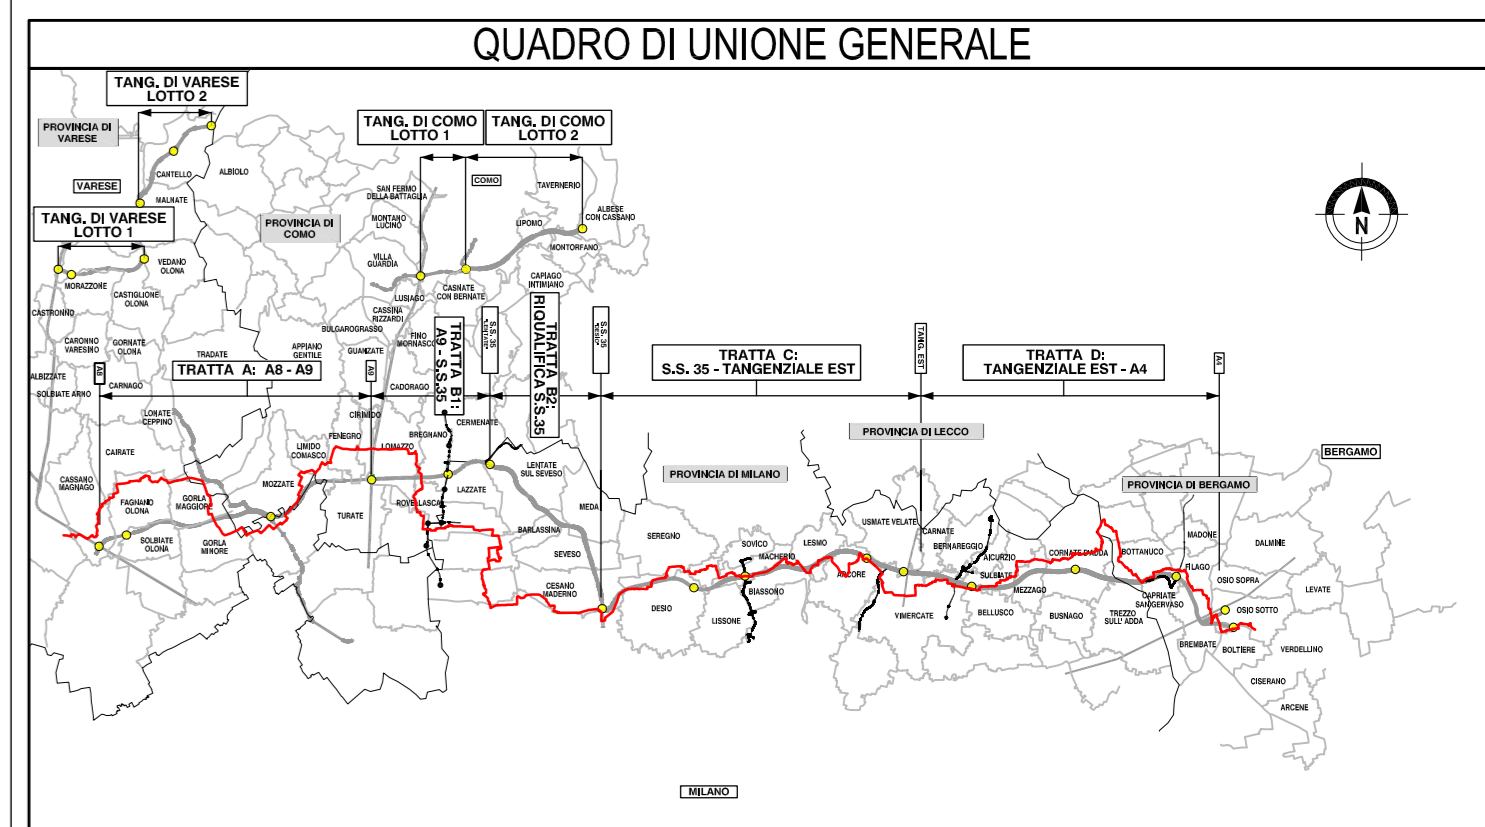 QUADRO DI UNIONE GENERALE
TANG. DI VARESE
LOTTO 2
PROVINCIA DI
VARESE
TANG. DI COMO
LOTTO 1
TANG. DI COMO
LOTTO 2
CANTELLO
ALBIOLO
VARESE
MALNATE
SAN FERMO
DELLA BATTAGLIA
COMO
TAVERNERIO
TANG. DI VARESE
LOTTO 1
PROVINCIA DI
COMO
MONTANO
LUCINO
LIPOMO
ALBESE
CON CASSANO
MONTORFANO
N
VEDANO
OLONA
VILLA
GUARDIA
MORAZZONE
CASTIGLIONE
OLONA
LUSIAGO
CASNATE
CON BERNATE
CAPIAGO
INTIMIANO
CASTRONNO
CASSINA
RIZZARDI
BULGAROGRASSO
FINO
MORNASCO
CARONNO
VARESINO
GORNATE
OLONA
TRADATE
APPIANO
GENTILE
GUANZATE
TRATTA B1:
A9 - S.S.35
S.S. 35
"LENTATE"
TRATTA B2:
RIQUALIFICA S.S.35
S.S. 35
"DESIO"
TANG. EST
A4
TRATTA A: A8 - A9
TRATTA C:
S.S. 35 - TANGENZIALE EST
TRATTA D:
TANGENZIALE EST - A4
A8
A9
ALBIZZATE
SOLBIATE ARNO
CARNAGO
CADORAGO
LONATE
CEPPINO
CIRIMIDO
CERMENATE
FENEGRO
LOMAZZO
BREGNANO
PROVINCIA DI LECCO
CAIRATE
LIMIDO
COMASCO
BERGAMO
CASSANO
MAGNAGO
MOZZATE
LENTATE
SUL SEVESO
PROVINCIA DI MILANO
PROVINCIA DI BERGAMO
FAGNANO
OLONA
GORLA
MAGGIORE
ROVELLASCA
LAZZATE
MEDA
TURATE
BARLASSINA
USMATE VELATE
SOLBIATE
OLONA
GORLA
MINORE
SEREGNO
SOVICO
LESMO
CARNATE
BERNAREGGIO
MADONE
DALMINE
SEVESO
MACHERIO
AICURZIO
CORNATE D'ADDA
BOTTANUCO
ARCORE
SULBIATE
FILAGO
OSIO SOPRA
CESANO
MADERNO
BIASSONO
MEZZAGO
CAPRIATE
SANGERVASO
LEVATE
DESIO
LISSONE
VIMERCATE
BELLUSCO
BUSNAGO
TREZZO
SULL' ADDA
OSIO SOTTO
BREMBATE
BOLTIERE
VERDELLINO
CISERANO
ARCENE
MILANO